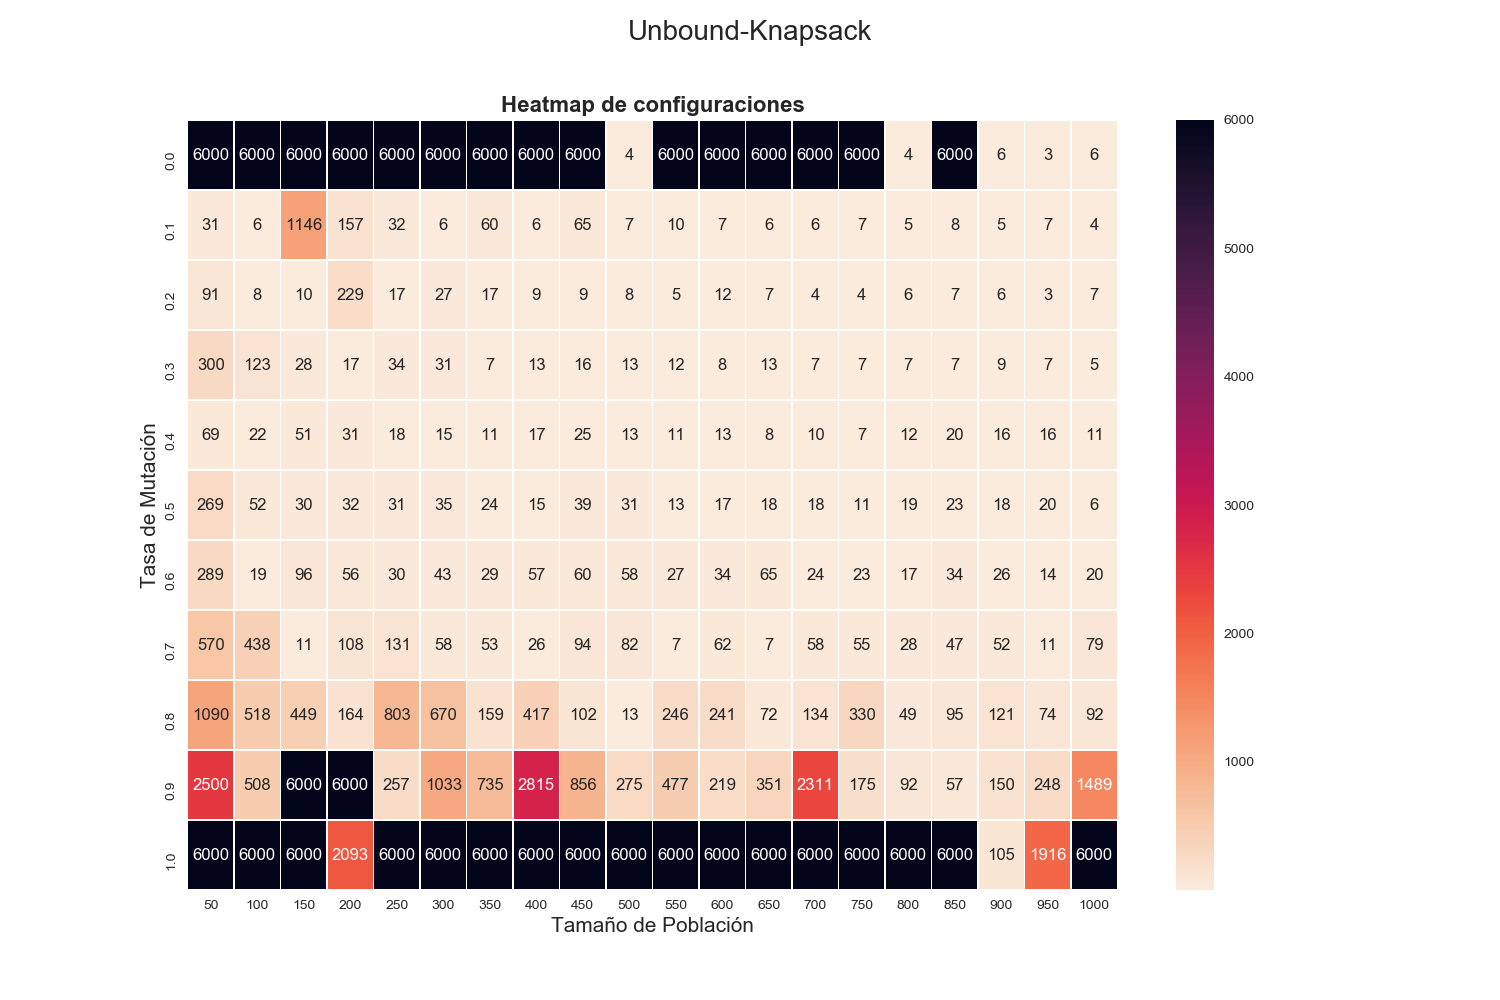 Unbound-Knapsack
Heatmap de configuraciones
0.0 6000 6000 6000 6000 6000 6000 6000 6000 6000 4 6000 6000 6000 6000 6000 4 6000 6 3 6
0.1 31 6 1146 157 32 6 60 6 65 7 10 7 6 6 7 5 8 5 7 4
0.2 91 8 10 229 17 27 17 9 9 8 5 12 7 4 4 6 7 6 3 7
0.3 300 123 28 17 34 31 7 13 16 13 12 8 13 7 7 7 7 9 7 5
0.4 69 22 51 31 18 15 11 17 25 13 11 13 8 10 7 12 20 16 16 11
0.5 269 52 30 32 31 35 24 15 39 31 13 17 18 18 11 19 23 18 20 6
0.6 289 19 96 56 30 43 29 57 60 58 27 34 65 24 23 17 34 26 14 20
0.7 570 438 11 108 131 58 53 26 94 82 7 62 7 58 55 28 47 52 11 79
0.8 1090 518 449 164 803 670 159 417 102 13 246 241 72 134 330 49 95 121 74 92
0.9 2500 508 6000 6000 257 1033 735 2815 856 275 477 219 351 2311 175 92 57 150 248 1489
1.0 6000 6000 6000 2093 6000 6000 6000 6000 6000 6000 6000 6000 6000 6000 6000 6000 6000 105 1916 6000
50 100 150 200 250 300 350 400 450 500 550 600 650 700 750 800 850 900 950 1000
Tamaño de Población
Tasa de Mutación
6000
5000
4000
3000
2000
1000